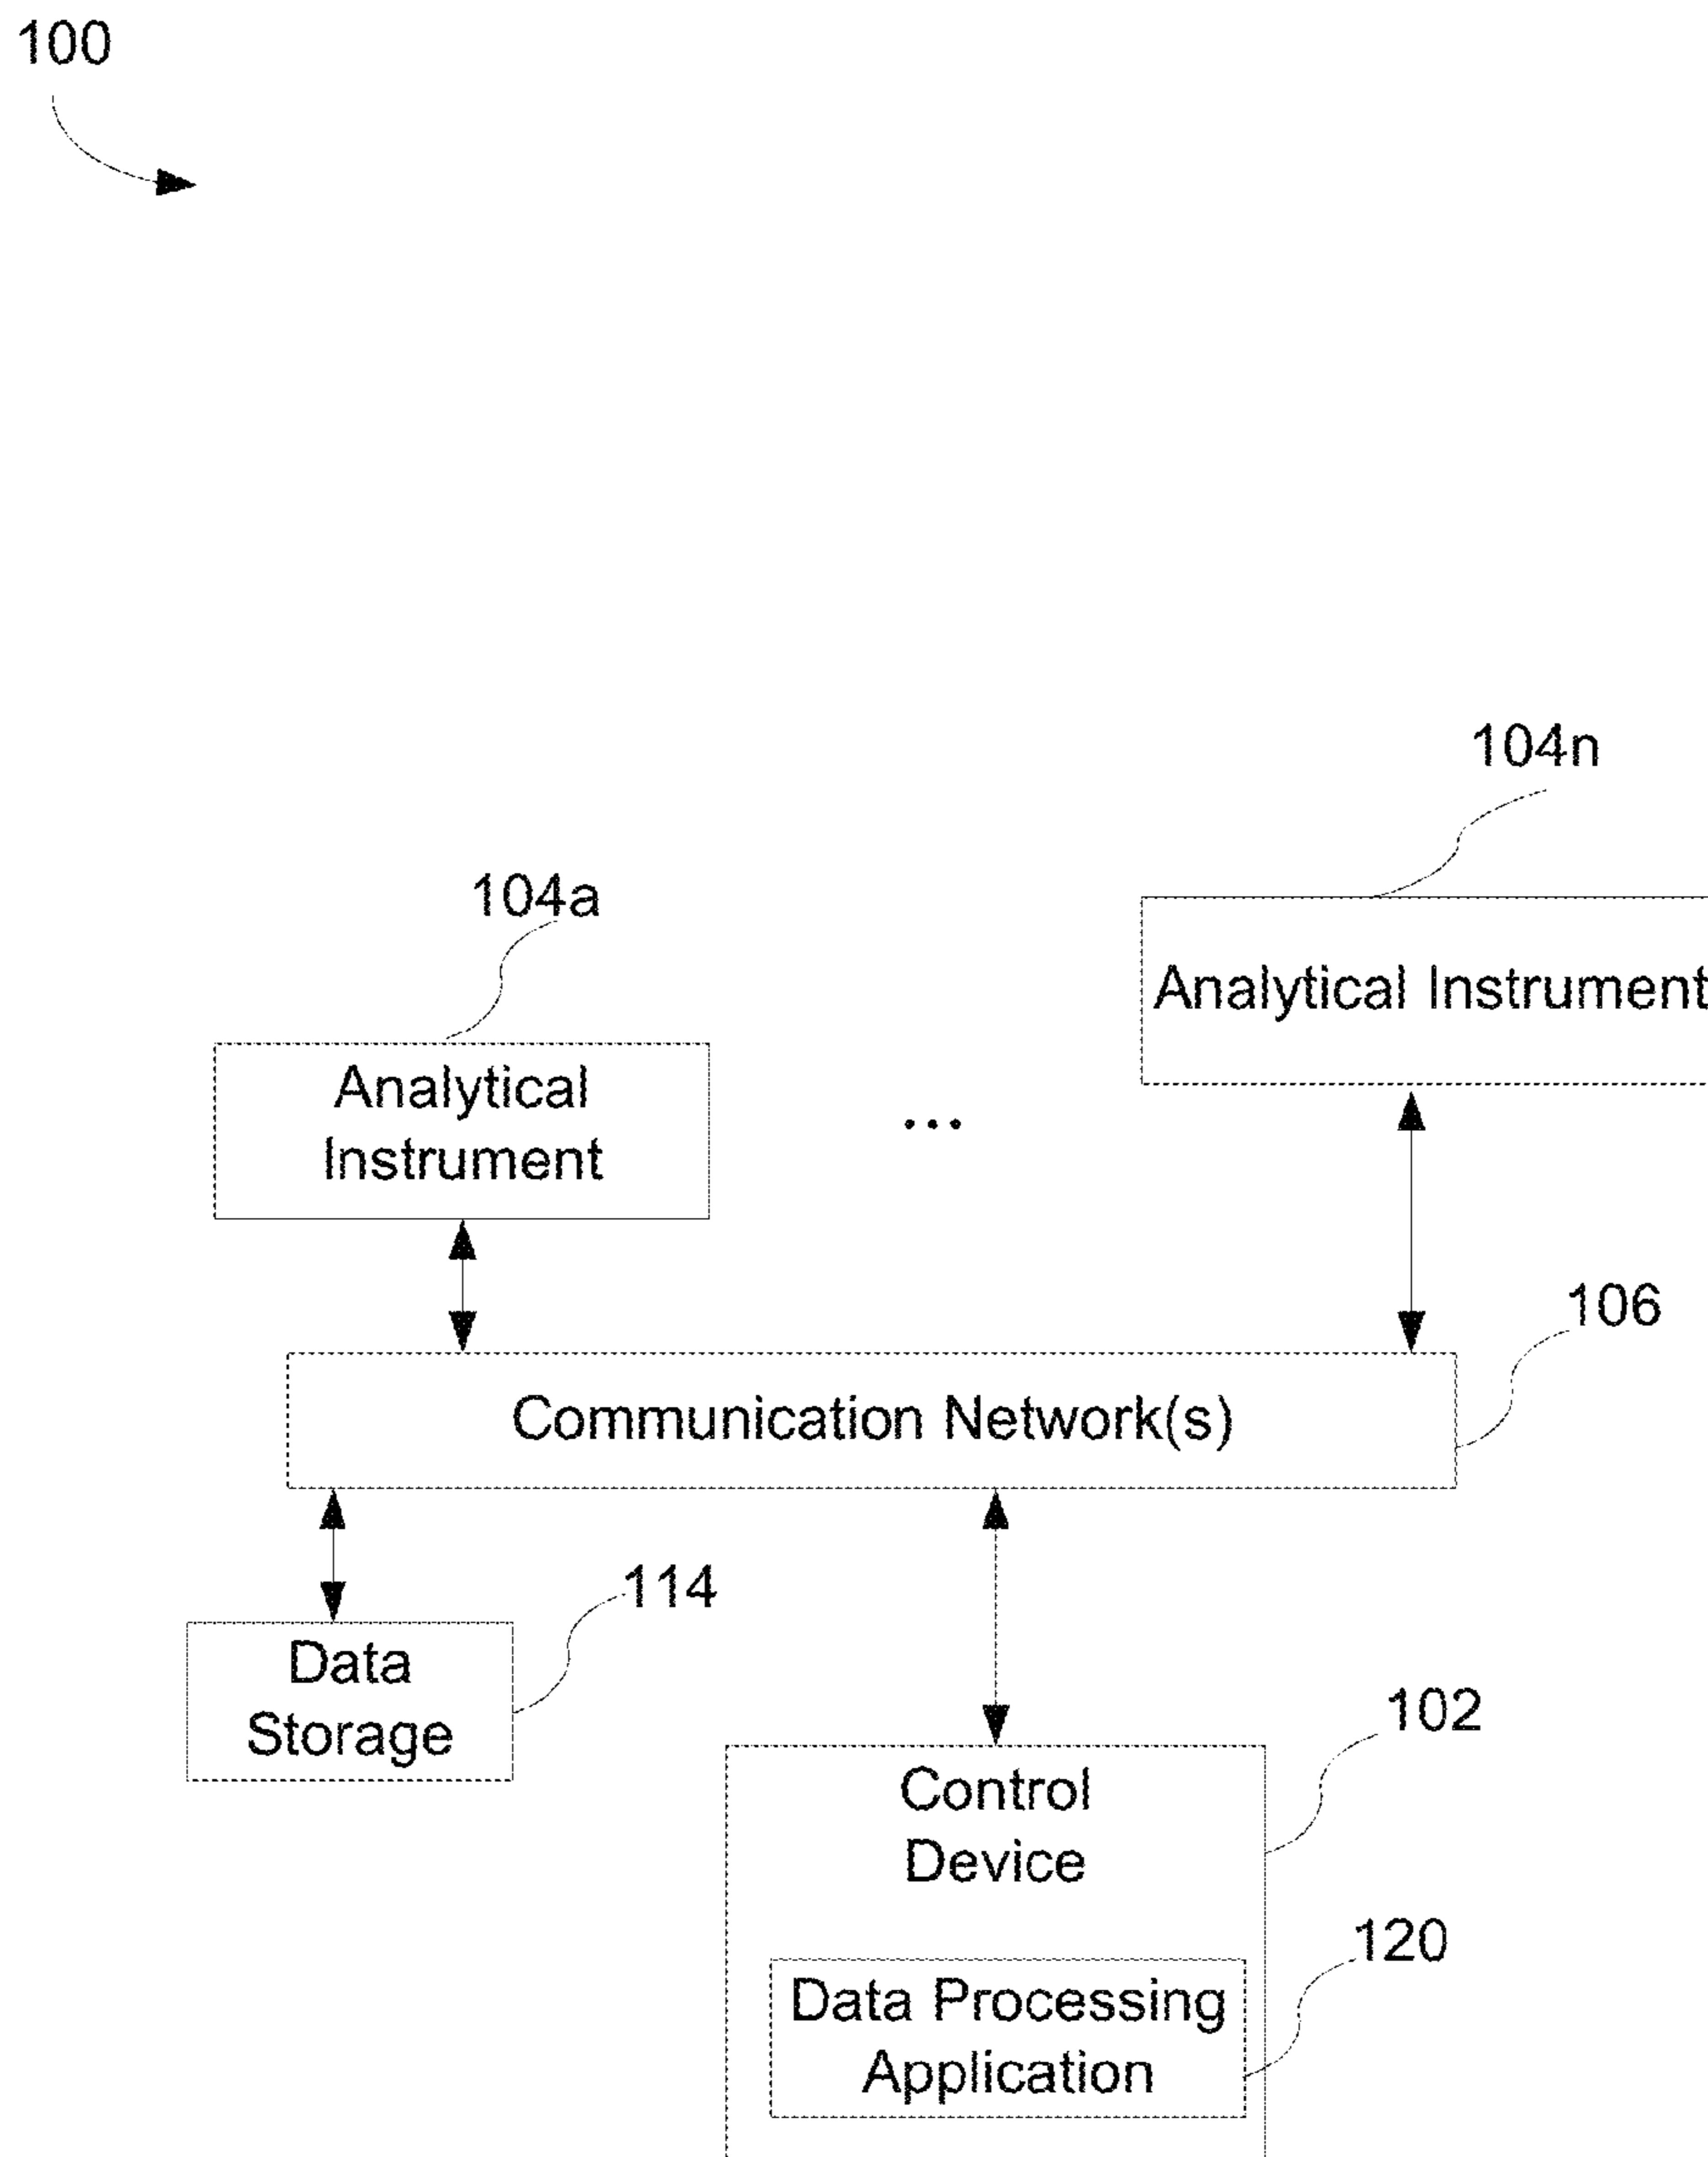 100
104n
104a
Analytical Instrument
Analytical
Instrument
...
106
Communication Network(s)
114
Data
Storage
102
Control
Device
120
Data Processing
Application